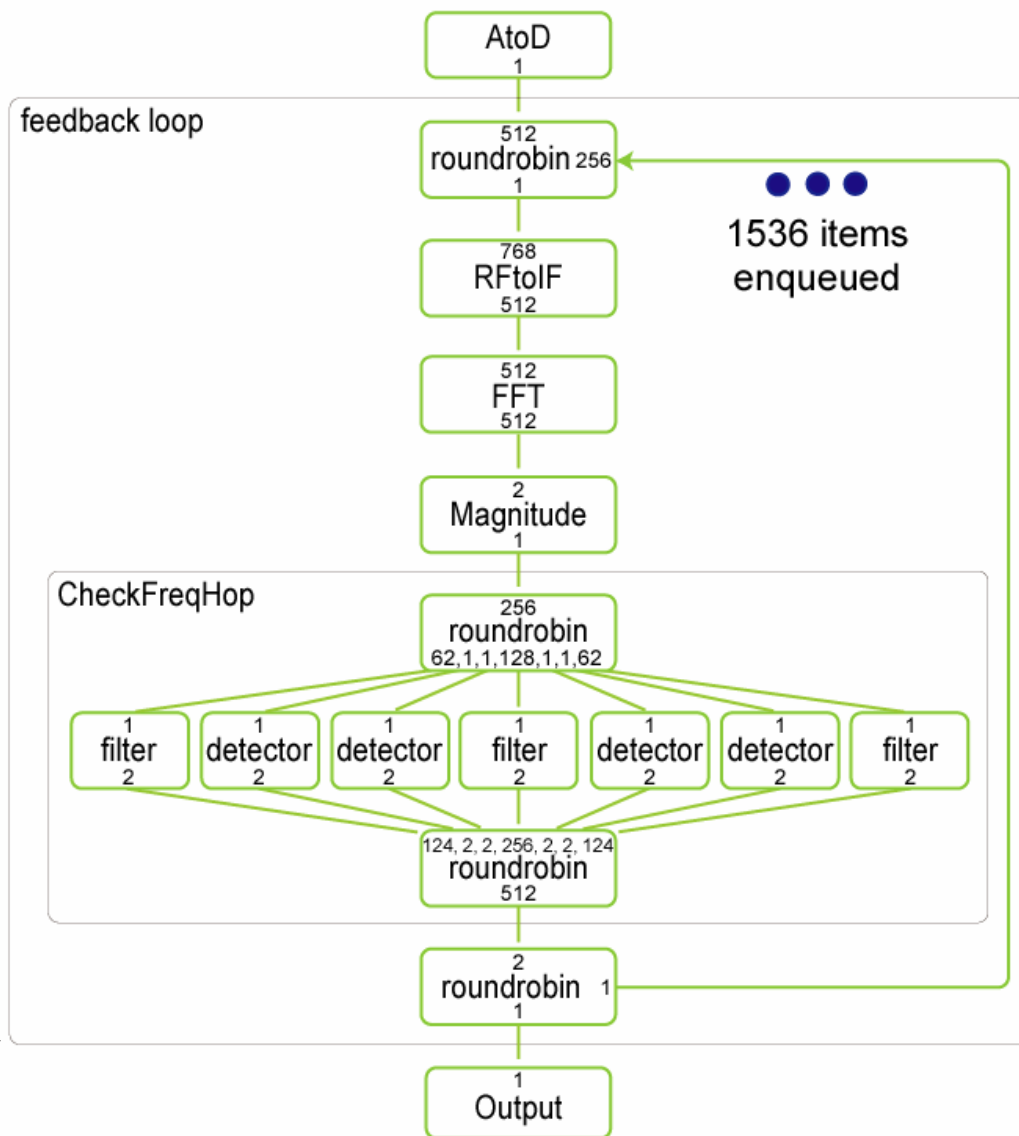 AtoD
1
feedback loop
512
roundrobin 256
1
1536 items
enqueued
768
RFtoIF
512
512
FFT
512
2
Magnitude
1
CheckFreqHop
256
roundrobin
62,1,1,128,1,1,62
1 1 1 1 1 1 1
filter detector detector filter detector detector filter
2 2 2 2 2 2 2
124, 2, 2, 256, 2, 2, 124
roundrobin
512
2
roundrobin 1
1
1
Output